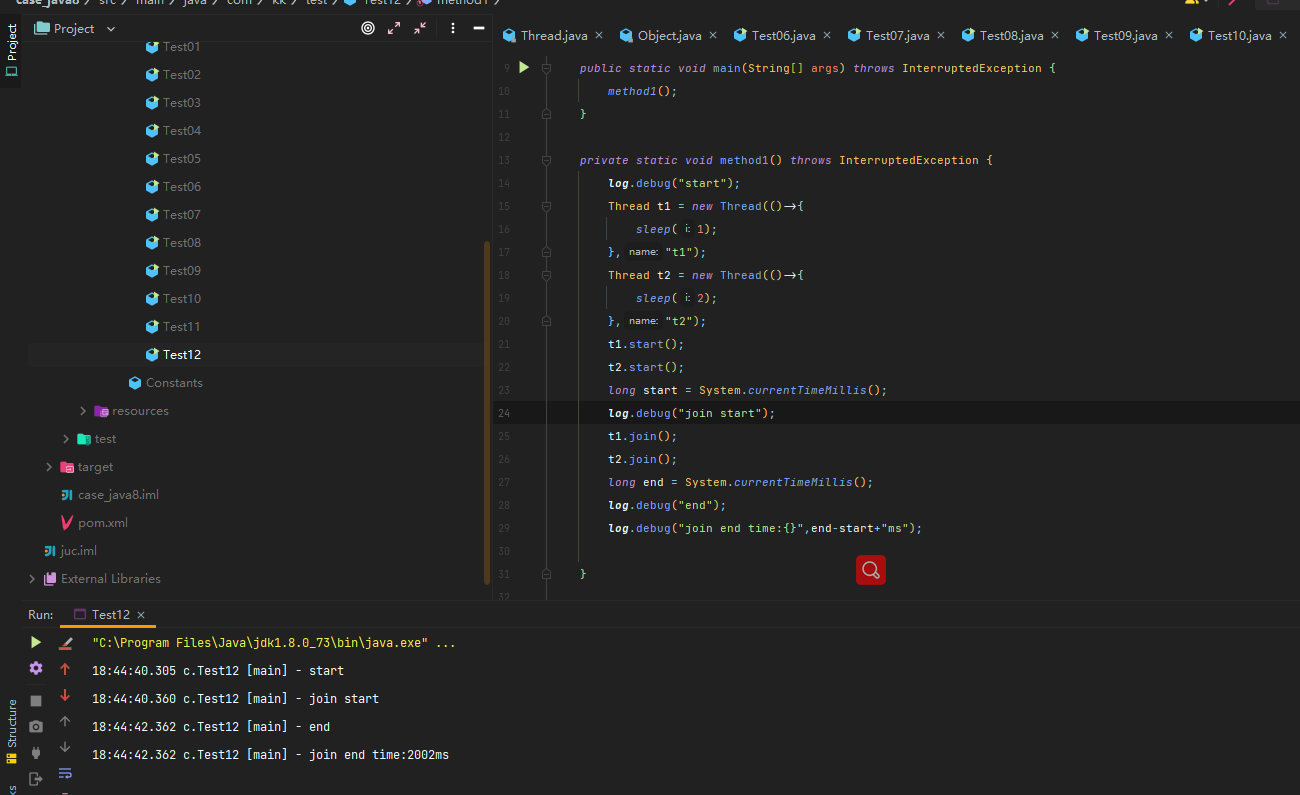 case_java8 src main java com kk test Test12 method1
Project
Project
Thread.java
Object.java
Test06.java
Test07.java
Test08.java
Test09.java
Test10.java
Test01
Test02
Test03
Test04
Test05
Test06
Test07
Test08
Test09
Test10
Test11
Test12
Constants
resources
test
target
case_java8.iml
pom.xml
juc.iml
External Libraries
9 public static void main(String[] args) throws InterruptedException {
10 method1();
11 }
12
13 private static void method1() throws InterruptedException {
14 log.debug("start");
15 Thread t1 = new Thread(()->{
16 sleep( i: 1);
17 }, name: "t1");
18 Thread t2 = new Thread(()->{
19 sleep( i: 2);
20 }, name: "t2");
21 t1.start();
22 t2.start();
23 long start = System.currentTimeMillis();
24 log.debug("join start");
25 t1.join();
26 t2.join();
27 long end = System.currentTimeMillis();
28 log.debug("end");
29 log.debug("join end time:{}",end-start+"ms");
30
31 }
32
Run: Test12
"C:\Program Files\Java\jdk1.8.0_73\bin\java.exe" ...
18:44:40.305 c.Test12 [main] - start
18:44:40.360 c.Test12 [main] - join start
18:44:42.362 c.Test12 [main] - end
18:44:42.362 c.Test12 [main] - join end time:2002ms
Structure